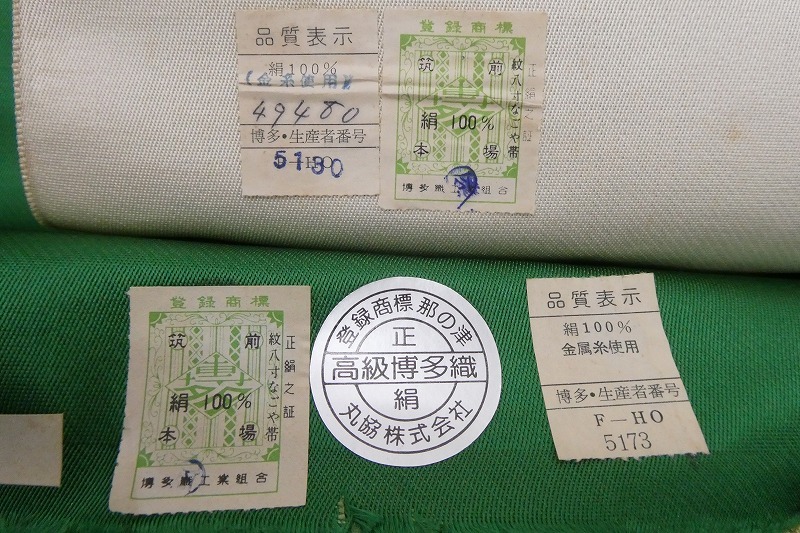 品質表示
絹100%
(金糸使用)
49480
博多・生産者番号
5130
登録商標
筑前
絹100%
本場
紋八寸なごや帯
正絹之証
博多織工業組合
登録商標
筑前
絹100%
本場
紋八寸なごや帯
正絹之証
博多織工業組合
登録商標 那の津
正
高級博多織
絹
丸協株式会社
品質表示
絹100%
金属糸使用
博多・生産者番号
F-HO
5173